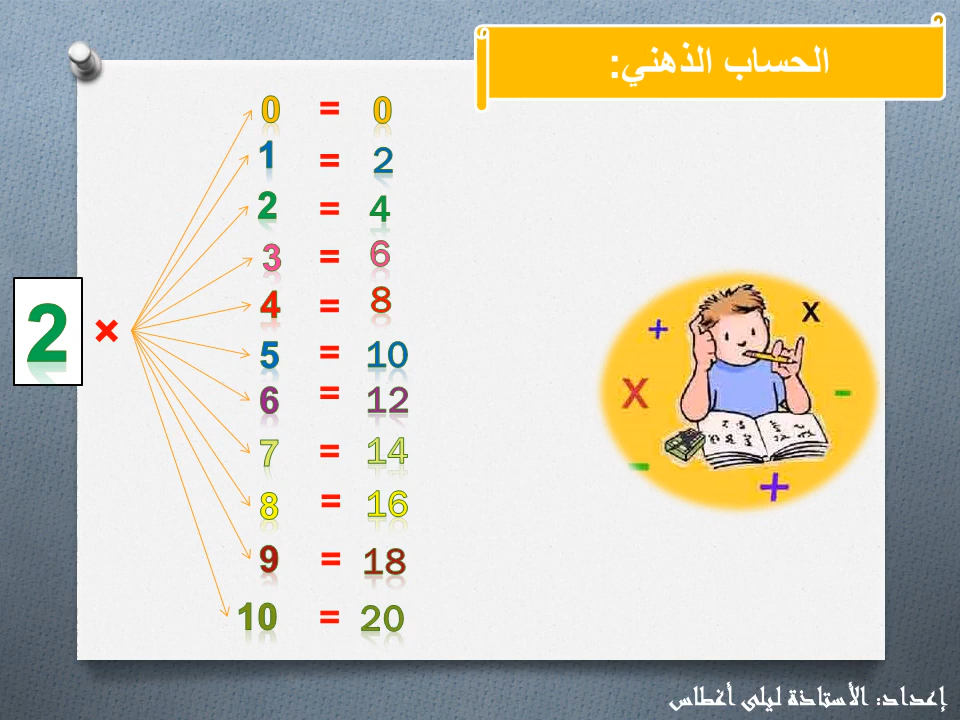 الحساب الذهني:
2 ×
0 = 0
1 = 2
2 = 4
3 = 6
4 = 8
5 = 10
6 = 12
7 = 14
8 = 16
9 = 18
10 = 20
+ x
X -
- +
إعداد: الأستاذة ليلى أغطاس